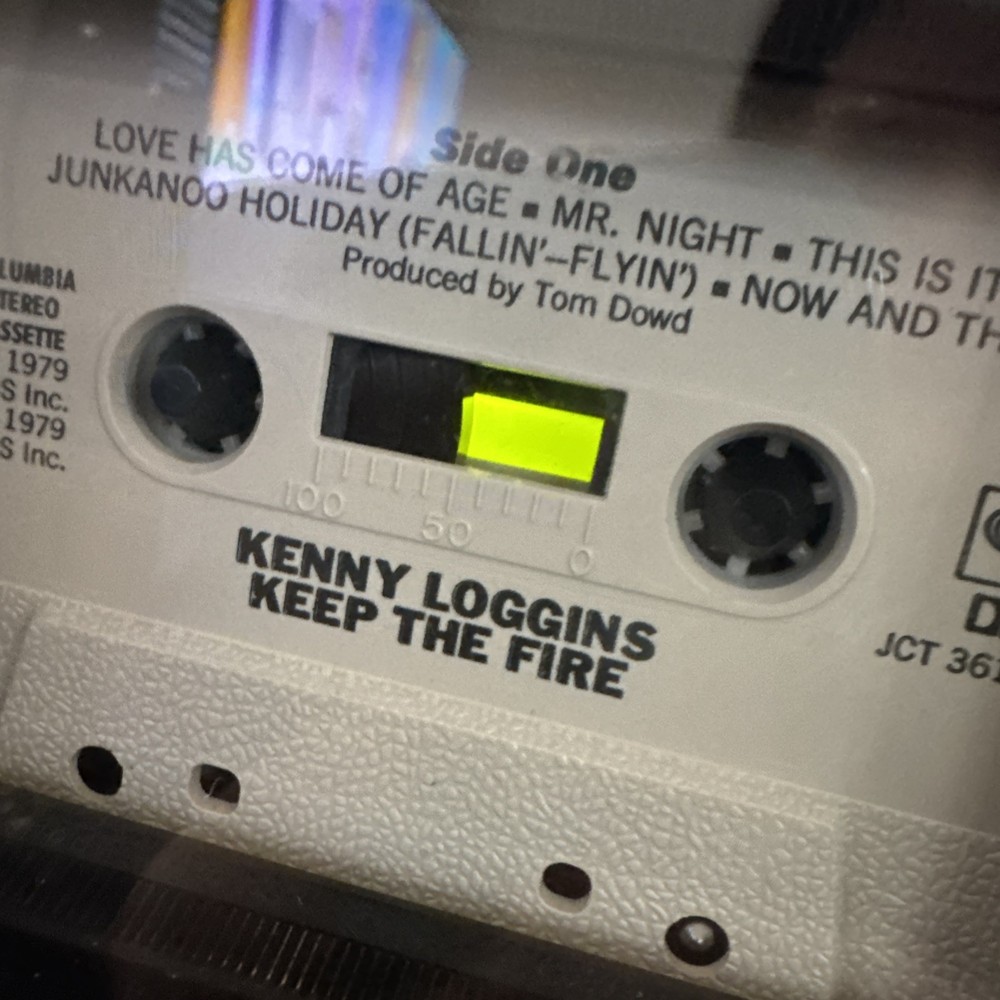 Side One
LOVE HAS COME OF AGE ▪ MR. NIGHT ▪ THIS IS IT
JUNKANOO HOLIDAY (FALLIN'–FLYIN') ▪ NOW AND TH
Produced by Tom Dowd
LUMBIA
TEREO
SSETTE
1979
S Inc.
1979
S Inc.
100
50
0
KENNY LOGGINS
KEEP THE FIRE
JCT 361